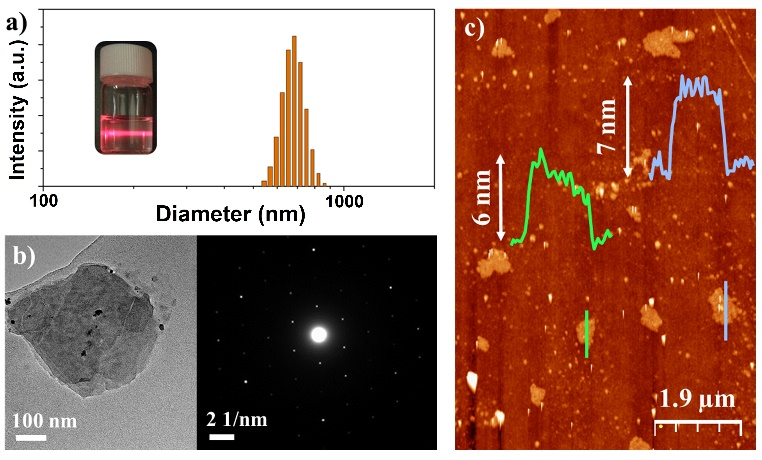 a)
Intensity (a.u.)
100
1000
Diameter (nm)
b)
100 nm
2 1/nm
c)
7 nm
6 nm
1.9 µm